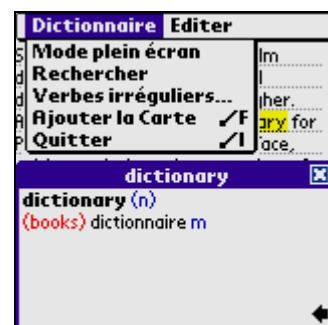 Dictionnaire Editer
Mode plein écran
Rechercher
Verbes irréguliers...
Ajouter la Carte ／F
Quitter ／I
lm
l
her.
ary for
ace,
dictionary
dictionary (n)
(books) dictionnaire m